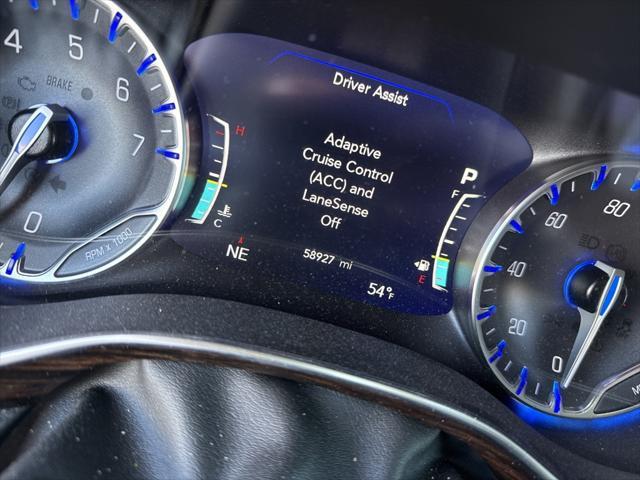 4
5
6
7
0
BRAKE
RPM X 1000
Driver Assist
Adaptive
Cruise Control
(ACC) and
LaneSense
Off
H
C
P
F
E
NE
58927 mi
54°F
0
20
40
60
80